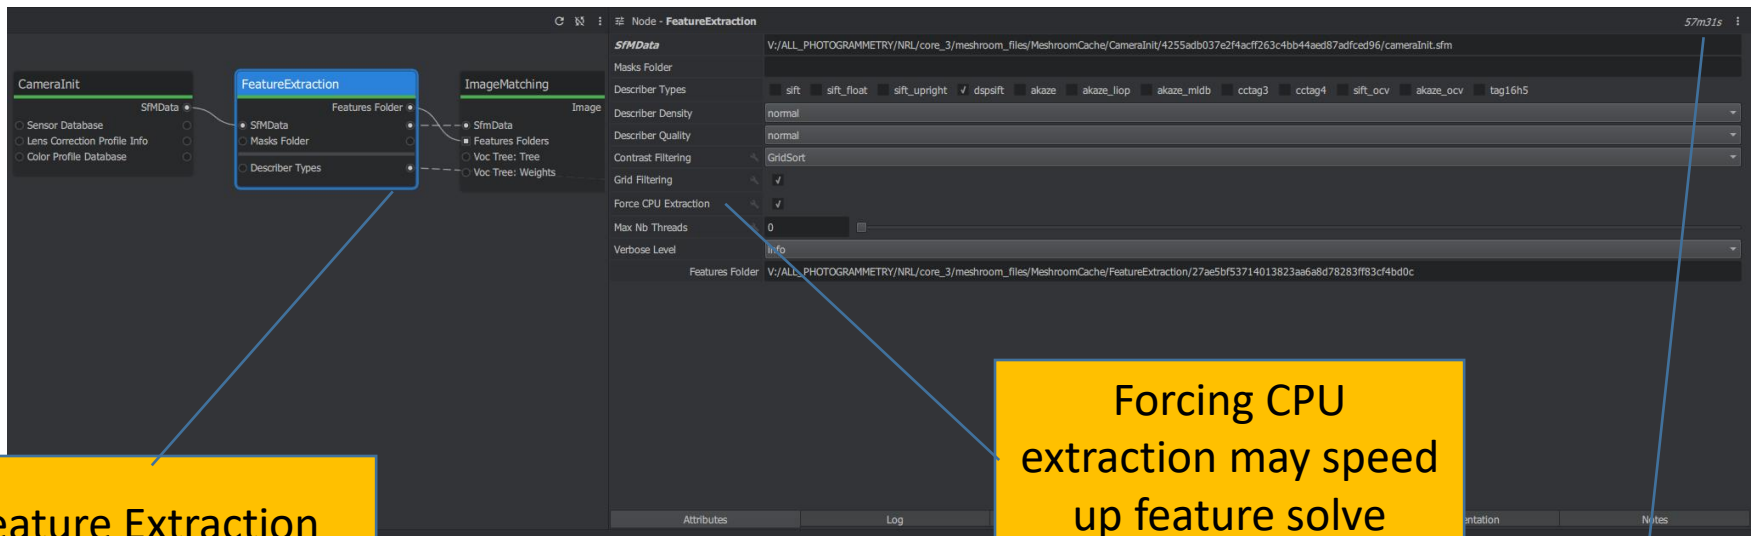 Node - FeatureExtraction
57m31s
CameraInit
SfMData
Sensor Database
Lens Correction Profile Info
Color Profile Database
FeatureExtraction
Features Folder
SfMData
Masks Folder
Describer Types
ImageMatching
Image
SfmData
Features Folders
Voc Tree: Tree
Voc Tree: Weights
SfMData V:/ALL_PHOTOGRAMMETRY/NRL/core_3/meshroom_files/MeshroomCache/CameraInit/4255adb037e2f4acff263c4bb44aed87adfced96/cameraInit.sfm
Masks Folder
Describer Types sift sift_float sift_upright dspsift akaze akaze_liop akaze_mldb cctag3 cctag4 sift_ocv akaze_ocv tag16h5
Describer Density normal
Describer Quality normal
Contrast Filtering GridSort
Grid Filtering
Force CPU Extraction
Max Nb Threads 0
Verbose Level info
Features Folder V:/ALL_PHOTOGRAMMETRY/NRL/core_3/meshroom_files/MeshroomCache/FeatureExtraction/27ae5bf53714013823aa6a8d78283ff83cf4bd0c
Forcing CPU
extraction may speed
up feature solve
eature Extraction
Attributes Log entation Notes